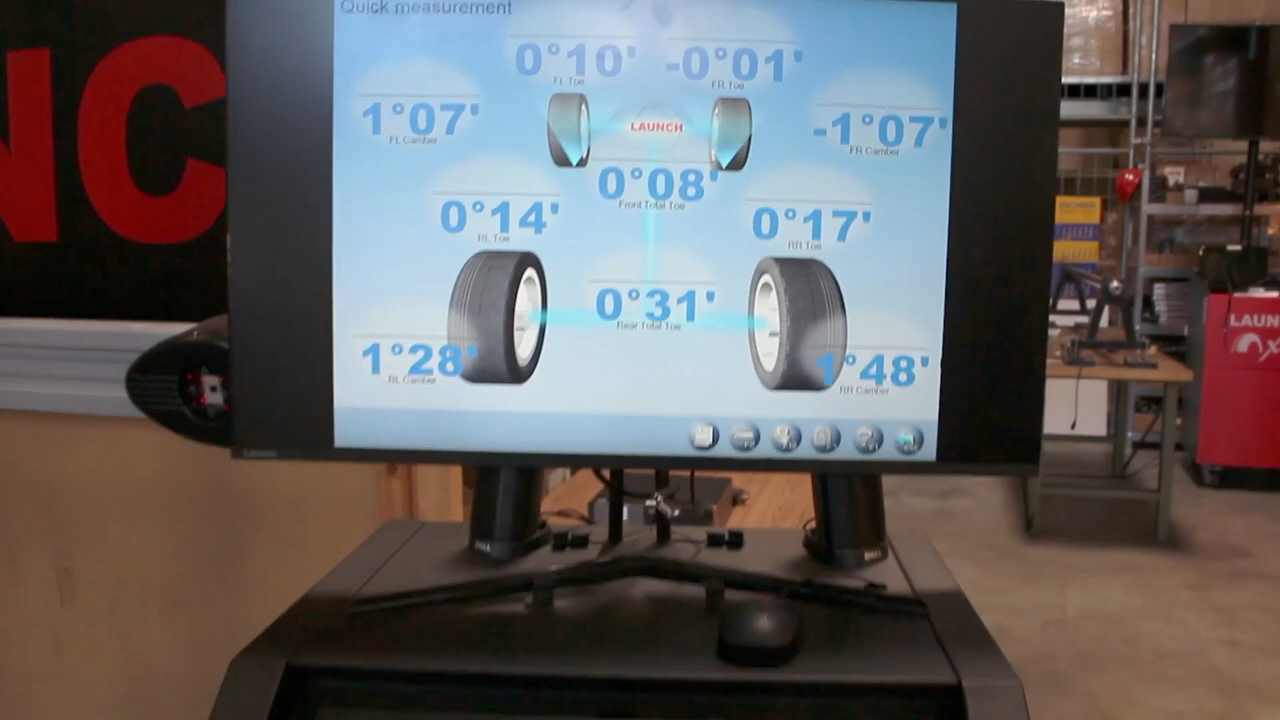 NC
Quick measurement
0°10'
FL Toe
-0°01'
FR Toe
1°07'
FL Camber
LAUNCH
-1°07'
FR Camber
0°08'
Front Total Toe
0°14'
RL Toe
0°17'
RR Toe
0°31'
Rear Total Toe
1°28'
RL Camber
1°48'
RR Camber
LAUN
X